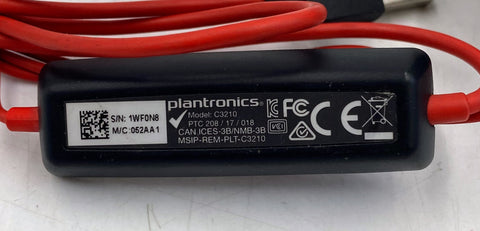 S/N: 1WF0N8
M/C: 052AA1
plantronics®
Model: C3210
PTC 208 / 17 / 018
CAN ICES-3B/NMB-3B
MSIP-REM-PLT-C3210
FC
CE